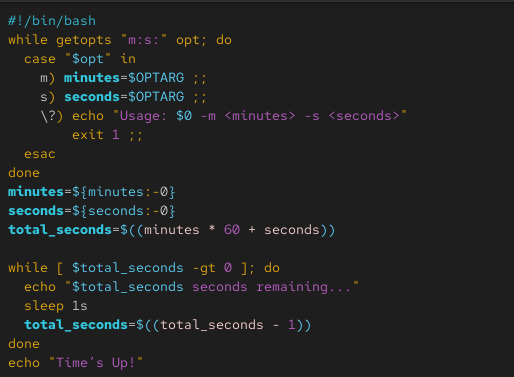 #!/bin/bash
while getopts "m:s:" opt; do
  case "$opt" in
    m) minutes=$OPTARG ;;
    s) seconds=$OPTARG ;;
    \?) echo "Usage: $0 -m <minutes> -s <seconds>"
        exit 1 ;;
  esac
done
minutes=${minutes:-0}
seconds=${seconds:-0}
total_seconds=$((minutes * 60 + seconds))

while [ $total_seconds -gt 0 ]; do
  echo "$total_seconds seconds remaining..."
  sleep 1s
  total_seconds=$((total_seconds - 1))
done
echo "Time´s Up!"